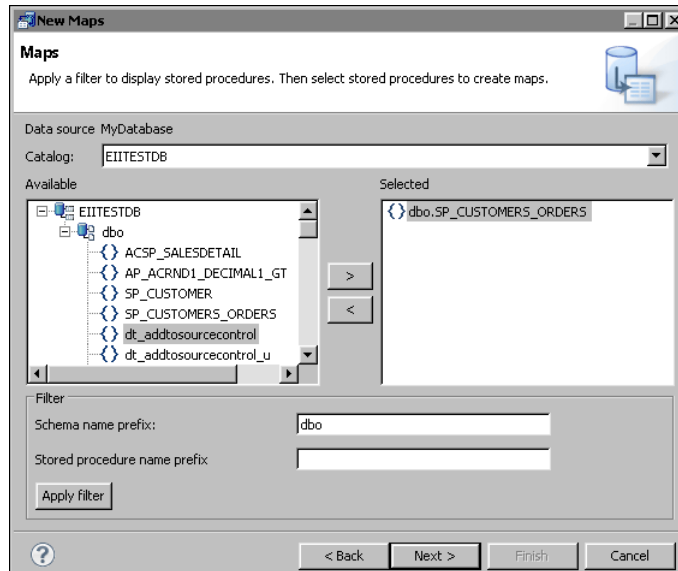 New Maps
Maps
Apply a filter to display stored procedures. Then select stored procedures to create maps.
Data source MyDatabase
Catalog: EIITESTDB
Available
Selected
EIITESTDB
dbo
ACSP_SALESDETAIL
AP_ACRND1_DECIMAL1_GT
SP_CUSTOMER
SP_CUSTOMERS_ORDERS
dt_addtosourcecontrol
dt_addtosourcecontrol_u
>
<
dbo.SP_CUSTOMERS_ORDERS
Filter
Schema name prefix: dbo
Stored procedure name prefix
Apply filter
? < Back Next > Finish Cancel